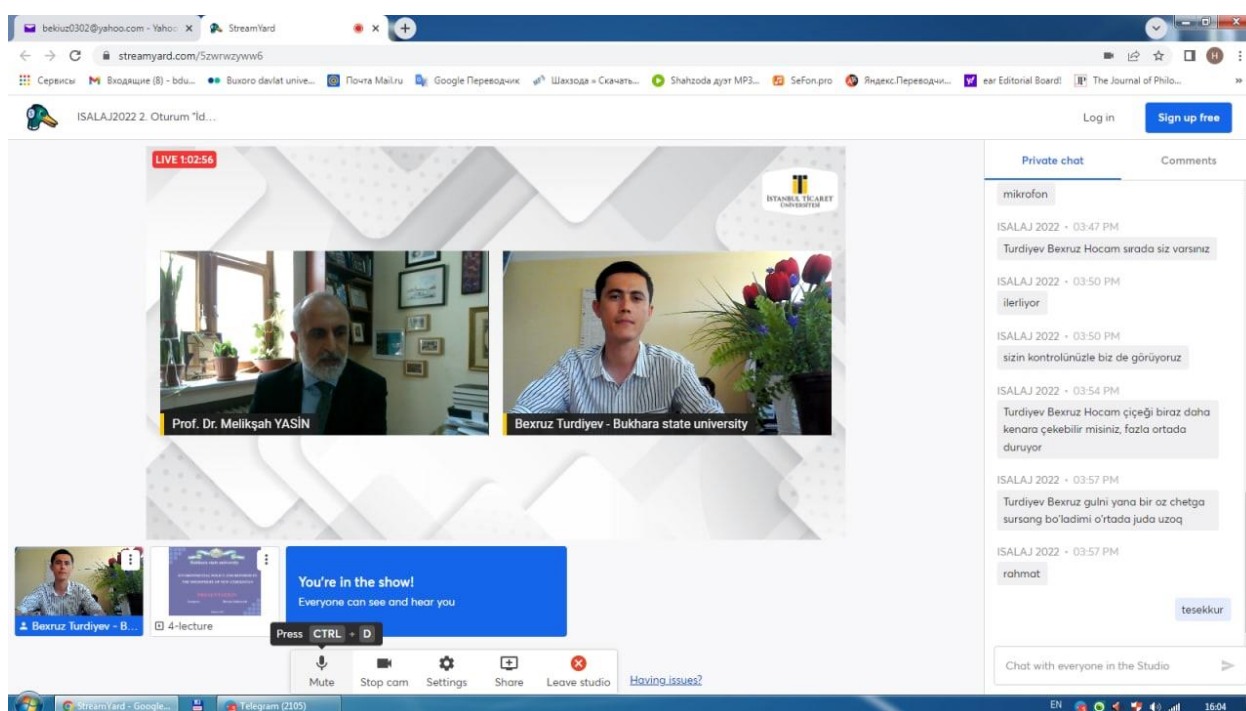 bekiuz0302@yahoo.com - Yahoo
StreamYard
streamyard.com/5zwrwzyww6
Сервисы
Входящие (8) - bdu...
Buxoro davlat unive...
Почта Mail.ru
Google Переводчик
Шахзода » Скачать...
Shahzoda дуэт MP3...
SeFon.pro
Яндекс.Переводчи...
ear Editorial Board!
The Journal of Philo...
ISALAJ2022 2. Oturum "İd...
Log in
Sign up free
LIVE 1:02:56
İSTANBUL TİCARET
ÜNİVERSİTESİ
Prof. Dr. Melikşah YASİN
Bexruz Turdiyev - Bukhara state university
Bexruz Turdiyev - B...
4-lecture
You're in the show!
Everyone can see and hear you
Press CTRL + D
Mute
Stop cam
Settings
Share
Leave studio
Having issues?
Private chat
Comments
mikrofon
ISALAJ 2022 • 03:47 PM
Turdiyev Bexruz Hocam sırada siz varsınız
ISALAJ 2022 • 03:50 PM
ilerliyor
ISALAJ 2022 • 03:50 PM
sizin kontrolünüzle biz de görüyoruz
ISALAJ 2022 • 03:54 PM
Turdiyev Bexruz Hocam çiçeği biraz daha
kenara çekebilir misiniz, fazla ortada
duruyor
ISALAJ 2022 • 03:57 PM
Turdiyev Bexruz gulni yana bir oz chetga
sursang bo'ladimi o'rtada juda uzoq
ISALAJ 2022 • 03:57 PM
rahmat
tesekkur
Chat with everyone in the Studio
StreamYard - Google...
Telegram (2105)
EN
16:04